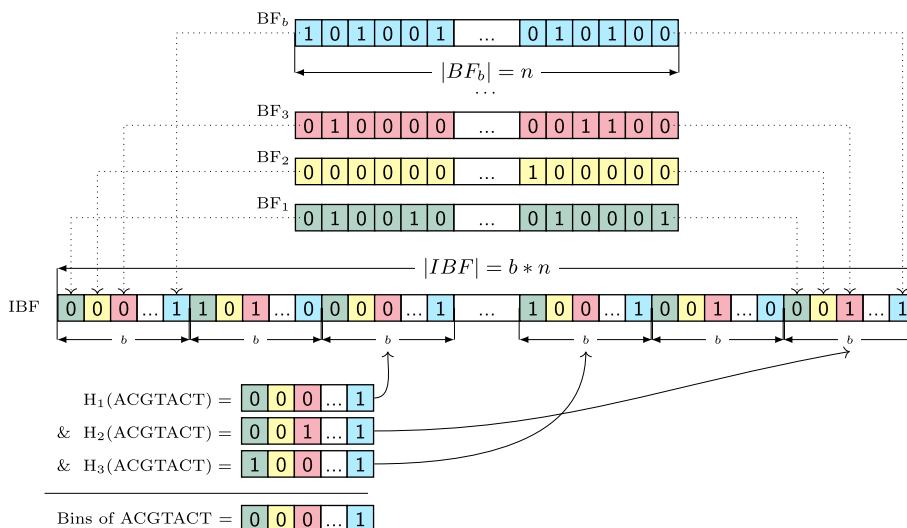 BF_b 1 0 1 0 0 1 ... 0 1 0 1 0 0
|BF_b| = n
...
BF_3 0 1 0 0 0 0 ... 0 0 1 1 0 0
BF_2 0 0 0 0 0 0 ... 1 0 0 0 0 0
BF_1 0 1 0 0 1 0 ... 0 1 0 0 0 1
|IBF| = b * n
IBF 0 0 0 ... 1 1 0 1 ... 0 0 0 0 ... 1 ... 1 0 0 ... 1 0 0 1 ... 0 0 0 1 ... 1
b b b b b b
H_1(ACGTACT) = 0 0 0 ... 1
& H_2(ACGTACT) = 0 0 1 ... 1
& H_3(ACGTACT) = 1 0 0 ... 1
Bins of ACGTACT = 0 0 0 ... 1